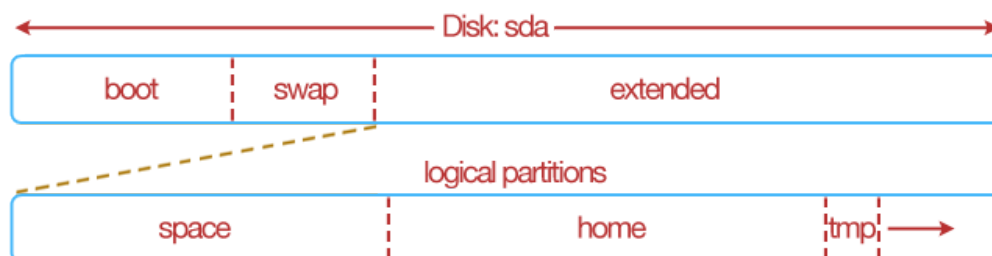 Disk: sda
boot swap extended
logical partitions
space home tmp